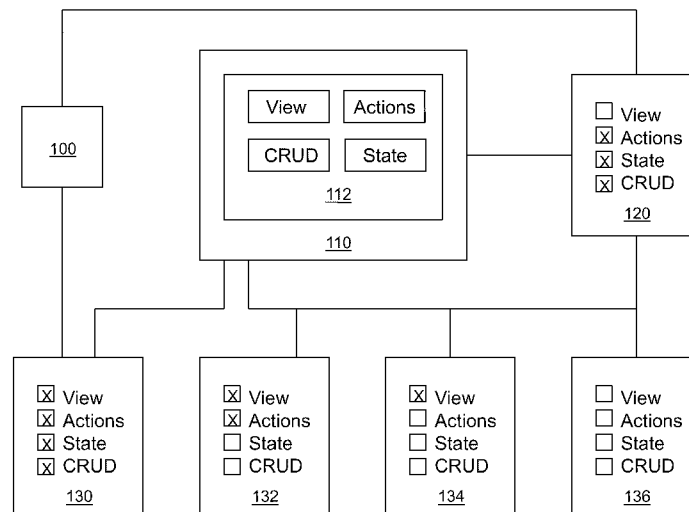 View Actions
100
CRUD State
112
110
☐ View
☒ Actions
☒ State
☒ CRUD
120
☒ View
☒ Actions
☒ State
☒ CRUD
130
☒ View
☒ Actions
☐ State
☐ CRUD
132
☒ View
☐ Actions
☐ State
☐ CRUD
134
☐ View
☐ Actions
☐ State
☐ CRUD
136